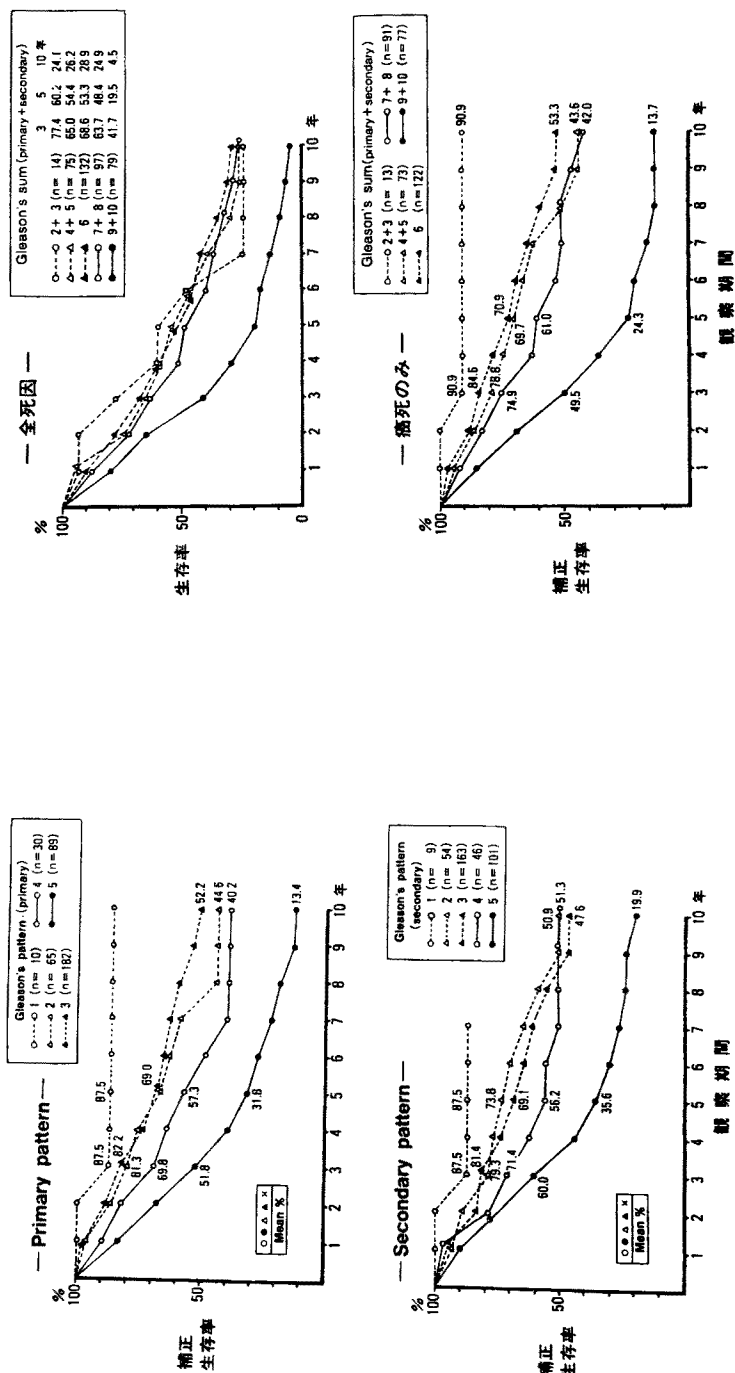 — Primary pattern —
Gleason's pattern (primary)
1 (n= 10)
2 (n= 65)
3 (n=182)
4 (n=30)
5 (n=89)
%
100
50
補正
生存率
87.5
87.5
82.2
81.3
69.0
69.8
57.3
51.8
31.8
52.2
44.6
40.2
13.4
Mean %
1 2 3 4 5 6 7 8 9 10 年
— 全死因 —
Gleason's sum (primary+secondary)
3 5 10 年
2+3 (n= 14) 77.4 60.2 24.1
4+5 (n= 75) 65.0 54.4 26.2
6 (n=132) 68.6 53.3 28.9
7+8 (n= 97) 63.7 48.4 24.9
9+10 (n= 79) 41.7 19.5 4.5
%
100
50
0
生存率
1 2 3 4 5 6 7 8 9 10 年
— Secondary pattern —
Gleason's pattern
(secondary)
1 (n= 9)
2 (n= 54)
3 (n=163)
4 (n= 46)
5 (n=101)
%
100
50
補正
生存率
87.5
87.5
81.4
79.3
73.8
71.4
69.1
60.0
56.2
35.6
50.9
51.3
47.6
19.9
Mean %
1 2 3 4 5 6 7 8 9 10 年
観察期間
— 癌死のみ —
Gleason's sum (primary+secondary)
2+3 (n= 13)
4+5 (n= 73)
6 (n=122)
7+8 (n=91)
9+10 (n=77)
%
100
50
補正
生存率
90.9
84.6
78.8
74.9
70.9
69.7
61.0
49.5
24.3
90.9
53.3
43.6
42.0
13.7
1 2 3 4 5 6 7 8 9 10 年
観察期間